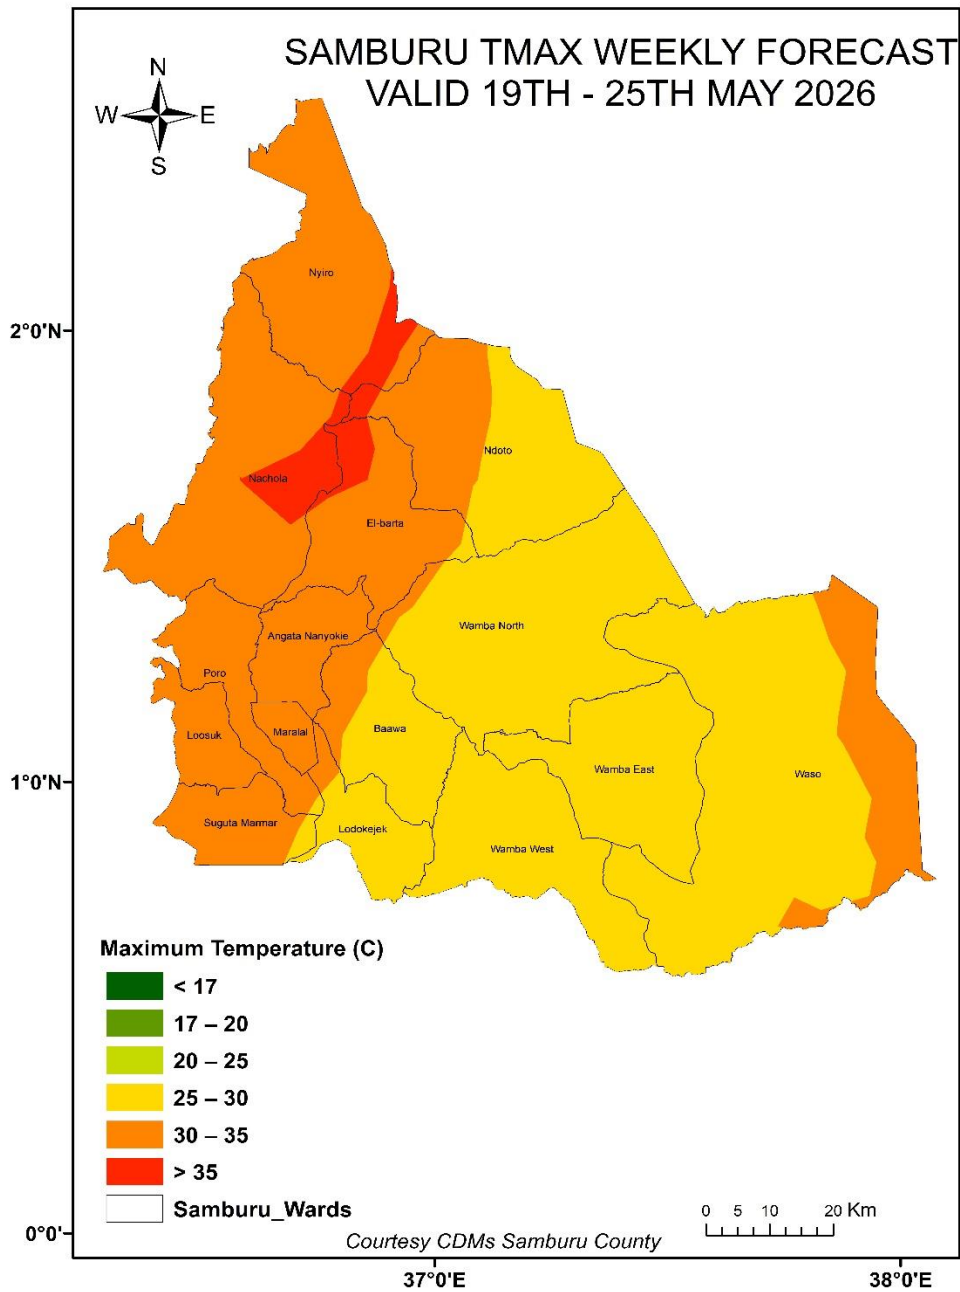 SAMBURU TMAX WEEKLY FORECAST
VALID 19TH - 25TH MAY 2026
N
W E
S
Nyiro
2°0'N
Ndoto
Nachola
El-barta
Wamba North
Angata Nanyokie
Poro
Baawa
Maralal
Loosuk
Wamba East
Waso
1°0'N
Suguta Marmar
Lodokejek
Wamba West
Maximum Temperature (C)
< 17
17 – 20
20 – 25
25 – 30
30 – 35
> 35
Samburu_Wards
0 5 10 20 Km
0°0'
Courtesy CDMs Samburu County
37°0'E 38°0'E